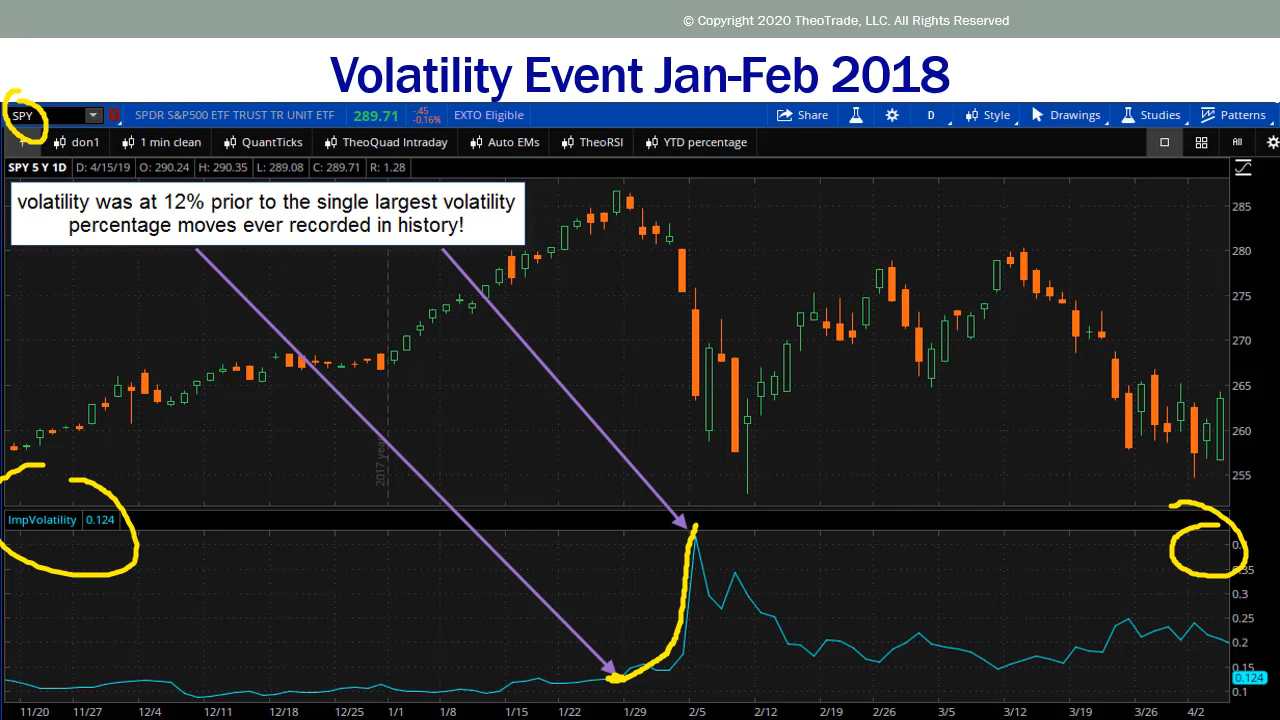 © Copyright 2020 TheoTrade, LLC. All Rights Reserved
Volatility Event Jan-Feb 2018
SPY SPDR S&P500 ETF TRUST TR UNIT ETF 289.71 -.45 -0.16% EXTO Eligible Share D Style Drawings Studies Patterns
don1 1 min clean QuantTicks TheoQuad Intraday Auto EMs TheoRSI YTD percentage All
SPY 5 Y 1D D: 4/15/19 O: 290.24 H: 290.35 L: 289.08 C: 289.71 R: 1.28
volatility was at 12% prior to the single largest volatility
percentage moves ever recorded in history!
285
280
275
270
265
260
255
2017 year
ImpVolatility 0.124
0.35
0.3
0.25
0.2
0.15
0.124
0.1
11/20 11/27 12/4 12/11 12/18 12/25 1/1 1/8 1/15 1/22 1/29 2/5 2/12 2/19 2/26 3/5 3/12 3/19 3/26 4/2